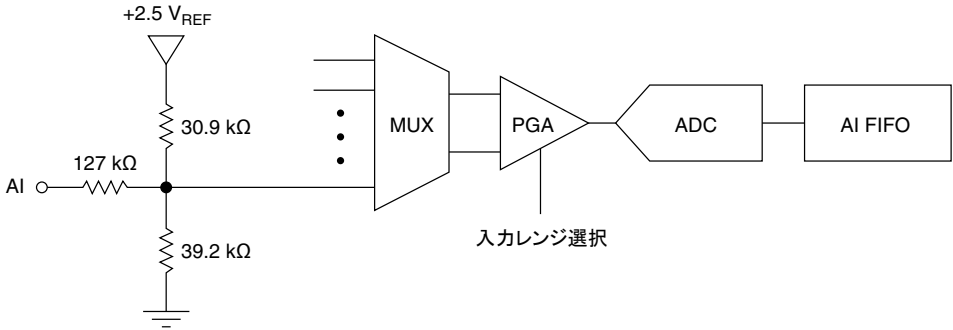 +2.5 VREF
30.9 kΩ
127 kΩ
AI
39.2 kΩ
MUX
PGA
ADC
AI FIFO
入力レンジ選択